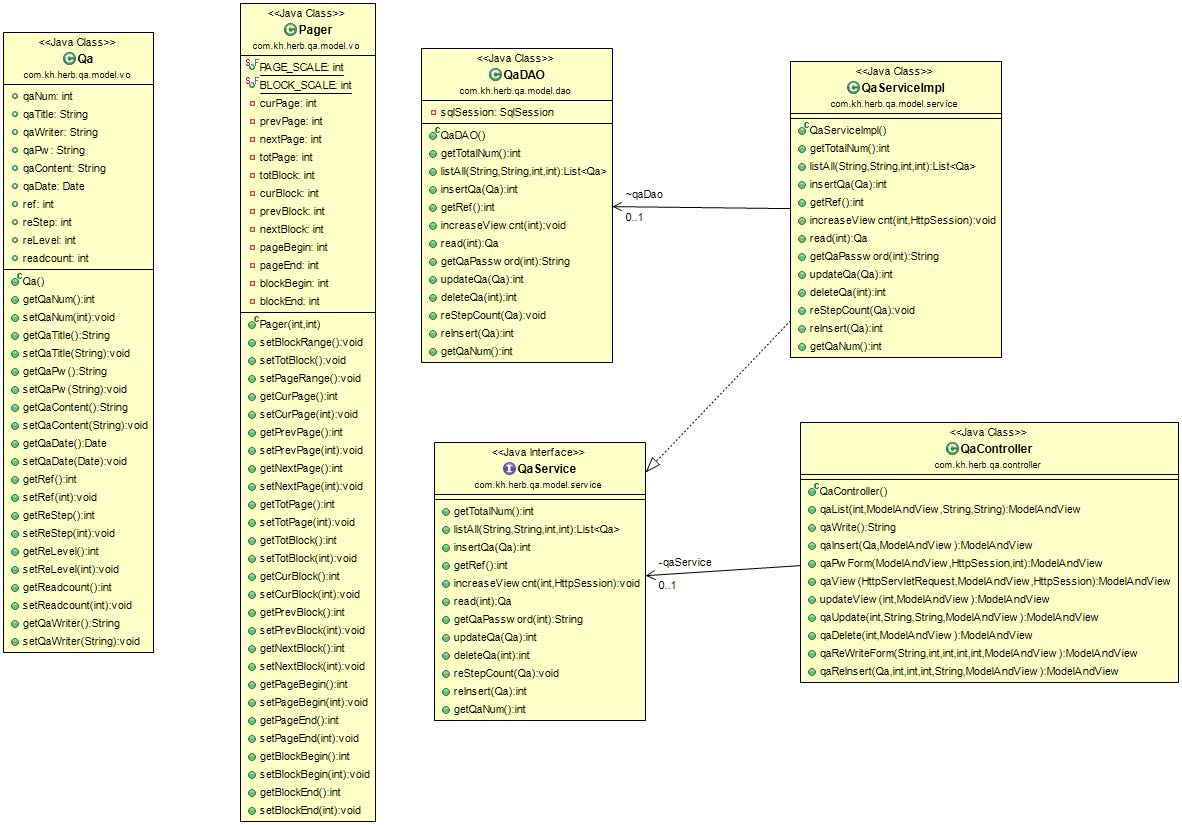 <<Java Class>>
Qa
com.kh.herb.qa.model.vo
qaNum: int
qaTitle: String
qaWriter: String
qaPw : String
qaContent: String
qaDate: Date
ref: int
reStep: int
reLevel: int
readcount: int
Qa()
getQaNum():int
setQaNum(int):void
getQaTitle():String
setQaTitle(String):void
getQaPw ():String
setQaPw (String):void
getQaContent():String
setQaContent(String):void
getQaDate():Date
setQaDate(Date):void
getRef():int
setRef(int):void
getReStep():int
setReStep(int):void
getReLevel():int
setReLevel(int):void
getReadcount():int
setReadcount(int):void
getQaWriter():String
setQaWriter(String):void
<<Java Class>>
Pager
com.kh.herb.qa.model.vo
PAGE_SCALE: int
BLOCK_SCALE: int
curPage: int
prevPage: int
nextPage: int
totPage: int
totBlock: int
curBlock: int
prevBlock: int
nextBlock: int
pageBegin: int
pageEnd: int
blockBegin: int
blockEnd: int
Pager(int,int)
setBlockRange():void
setTotBlock():void
setPageRange():void
getCurPage():int
setCurPage(int):void
getPrevPage():int
setPrevPage(int):void
getNextPage():int
setNextPage(int):void
getTotPage():int
setTotPage(int):void
getTotBlock():int
setTotBlock(int):void
getCurBlock():int
setCurBlock(int):void
getPrevBlock():int
setPrevBlock(int):void
getNextBlock():int
setNextBlock(int):void
getPageBegin():int
setPageBegin(int):void
getPageEnd():int
setPageEnd(int):void
getBlockBegin():int
setBlockBegin(int):void
getBlockEnd():int
setBlockEnd(int):void
<<Java Class>>
QaDAO
com.kh.herb.qa.model.dao
sqlSession: SqlSession
QaDAO()
getTotalNum():int
listAll(String,String,int,int):List<Qa>
insertQa(Qa):int
getRef():int
increaseView cnt(int):void
read(int):Qa
getQaPassw ord(int):String
updateQa(Qa):int
deleteQa(int):int
reStepCount(Qa):void
reInsert(Qa):int
getQaNum():int
~qaDao
0..1
<<Java Class>>
QaServiceImpl
com.kh.herb.qa.model.service
QaServiceImpl()
getTotalNum():int
listAll(String,String,int,int):List<Qa>
insertQa(Qa):int
getRef():int
increaseView cnt(int,HttpSession):void
read(int):Qa
getQaPassw ord(int):String
updateQa(Qa):int
deleteQa(int):int
reStepCount(Qa):void
reInsert(Qa):int
getQaNum():int
<<Java Interface>>
QaService
com.kh.herb.qa.model.service
getTotalNum():int
listAll(String,String,int,int):List<Qa>
insertQa(Qa):int
getRef():int
increaseView cnt(int,HttpSession):void
read(int):Qa
getQaPassw ord(int):String
updateQa(Qa):int
deleteQa(int):int
reStepCount(Qa):void
reInsert(Qa):int
getQaNum():int
-qaService
0..1
<<Java Class>>
QaController
com.kh.herb.qa.controller
QaController()
qaList(int,ModelAndView ,String,String):ModelAndView
qaWrite():String
qaInsert(Qa,ModelAndView ):ModelAndView
qaPw Form(ModelAndView ,HttpSession,int):ModelAndView
qaView (HttpServletRequest,ModelAndView ,HttpSession):ModelAndView
updateView (int,ModelAndView ):ModelAndView
qaUpdate(int,String,String,ModelAndView ):ModelAndView
qaDelete(int,ModelAndView ):ModelAndView
qaReWriteForm(String,int,int,int,int,ModelAndView ):ModelAndView
qaReInsert(Qa,int,int,int,String,ModelAndView ):ModelAndView